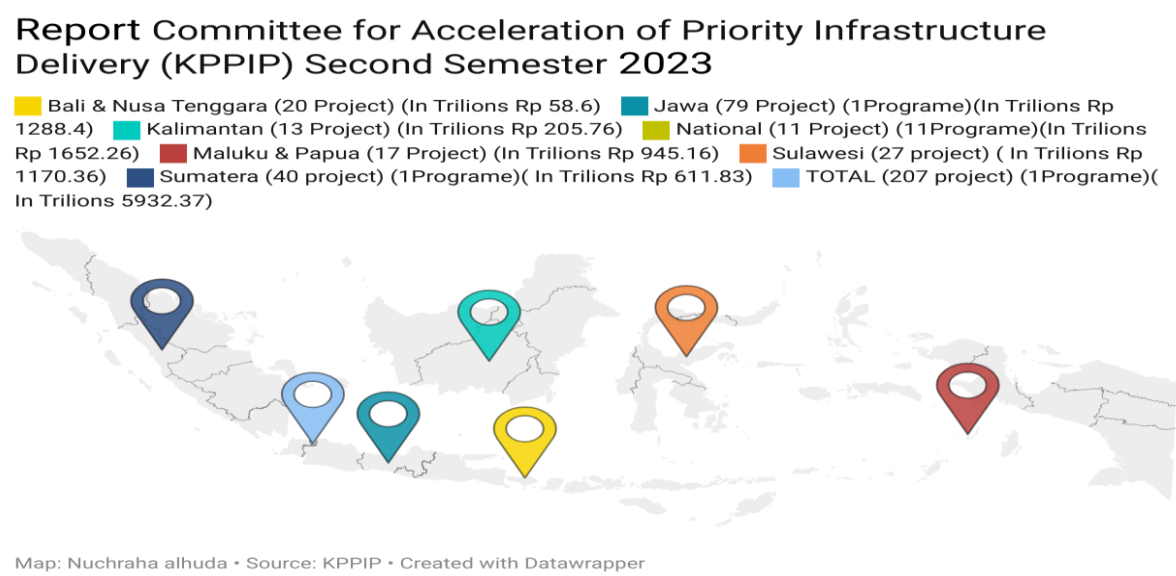 Report Committee for Acceleration of Priority Infrastructure
Delivery (KPPIP) Second Semester 2023
Bali & Nusa Tenggara (20 Project) (In Trilions Rp 58.6) Jawa (79 Project) (1Programe)(In Trilions Rp
1288.4) Kalimantan (13 Project) (In Trilions Rp 205.76) National (11 Project) (11Programe)(In Trilions
Rp 1652.26) Maluku & Papua (17 Project) (In Trilions Rp 945.16) Sulawesi (27 project) ( In Trilions Rp
1170.36) Sumatera (40 project) (1Programe)( In Trilions Rp 611.83) TOTAL (207 project) (1Programe)(
In Trilions 5932.37)
Map: Nuchraha alhuda • Source: KPPIP • Created with Datawrapper